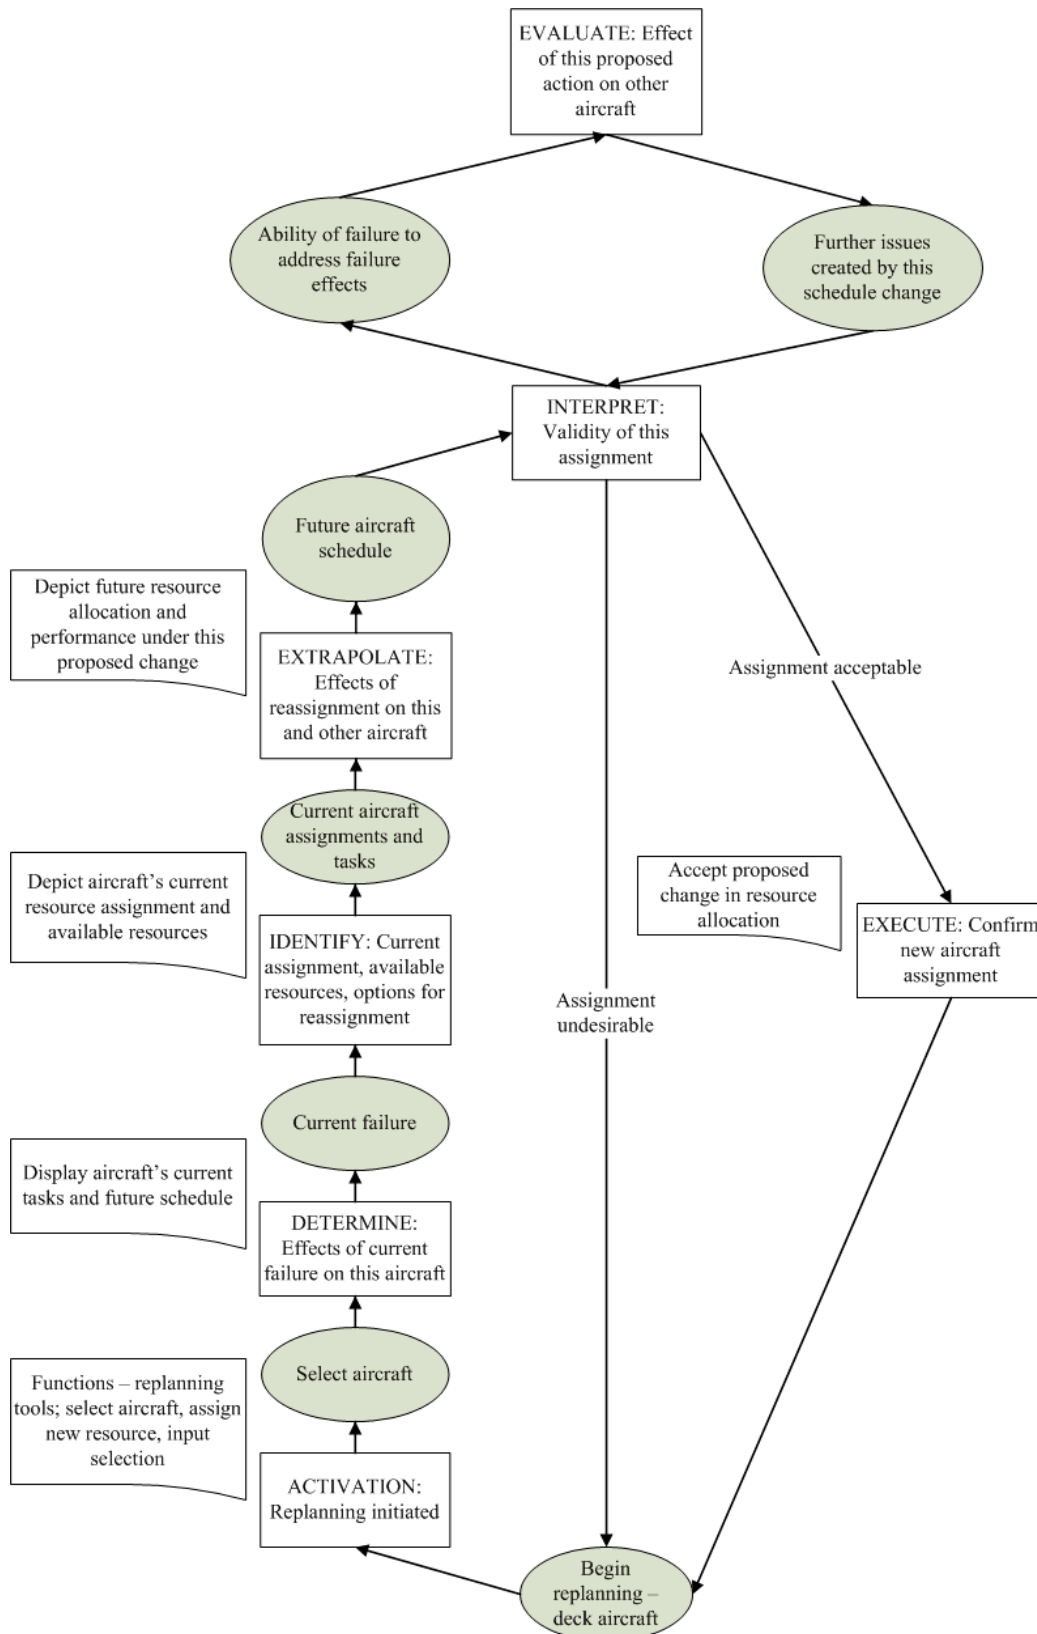 EVALUATE: Effect
of this proposed
action on other
aircraft
Ability of failure to
address failure
effects
Further issues
created by this
schedule change
INTERPRET:
Validity of this
assignment
Future aircraft
schedule
Depict future resource
allocation and
performance under this
proposed change
EXTRAPOLATE:
Effects of
reassignment on this
and other aircraft
Assignment acceptable
Current aircraft
assignments and
tasks
Depict aircraft’s current
resource assignment and
available resources
Accept proposed
change in resource
allocation
IDENTIFY: Current
assignment, available
resources, options for
reassignment
EXECUTE: Confirm
new aircraft
assignment
Assignment
undesirable
Current failure
Display aircraft’s current
tasks and future schedule
DETERMINE:
Effects of current
failure on this aircraft
Select aircraft
Functions – replanning
tools; select aircraft, assign
new resource, input
selection
ACTIVATION:
Replanning initiated
Begin
replanning –
deck aircraft